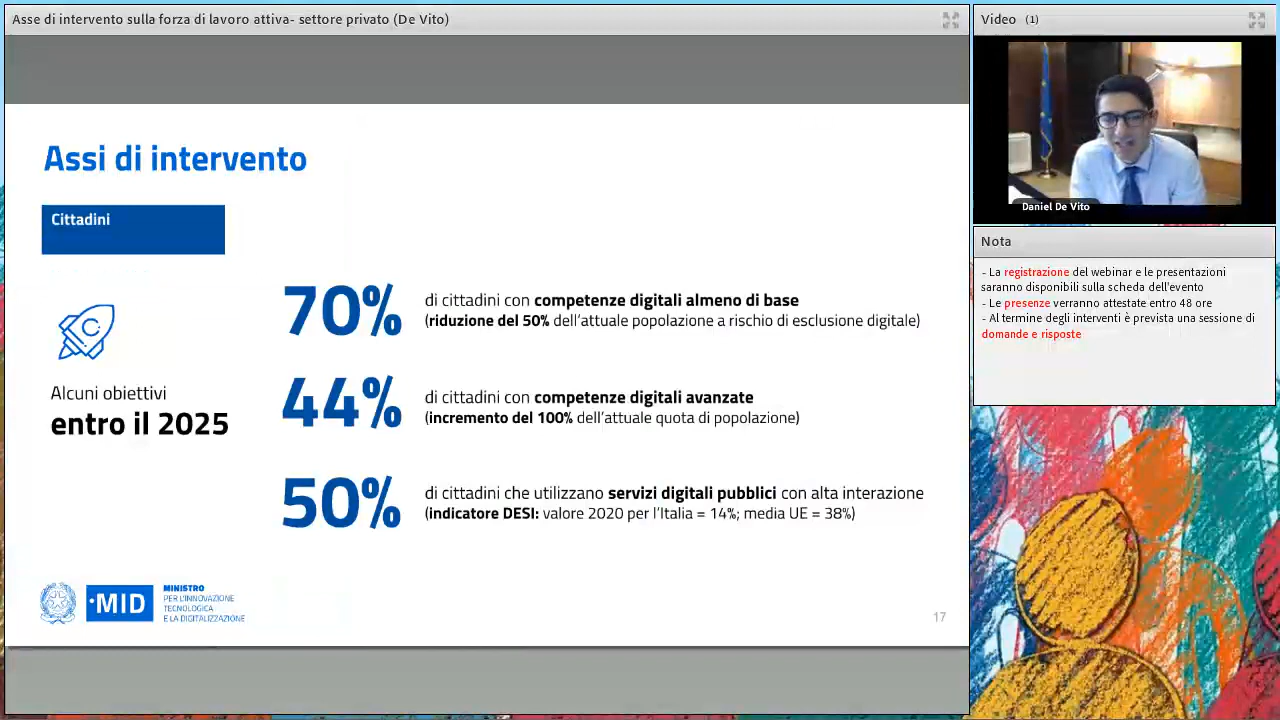 Asse di intervento sulla forza di lavoro attiva- settore privato (De Vito)
Assi di intervento
Cittadini
Alcuni obiettivi
entro il 2025
70%
di cittadini con competenze digitali almeno di base
(riduzione del 50% dell'attuale popolazione a rischio di esclusione digitale)
44%
di cittadini con competenze digitali avanzate
(incremento del 100% dell'attuale quota di popolazione)
50%
di cittadini che utilizzano servizi digitali pubblici con alta interazione
(indicatore DESI: valore 2020 per l'Italia = 14%; media UE = 38%)
•MID
MINISTRO
PER L'INNOVAZIONE
TECNOLOGICA
E LA DIGITALIZZAZIONE
17
Video (1)
Daniel De Vito
Nota
- La registrazione del webinar e le presentazioni
saranno disponibili sulla scheda dell'evento
- Le presenze verranno attestate entro 48 ore
- Al termine degli interventi è prevista una sessione di
domande e risposte